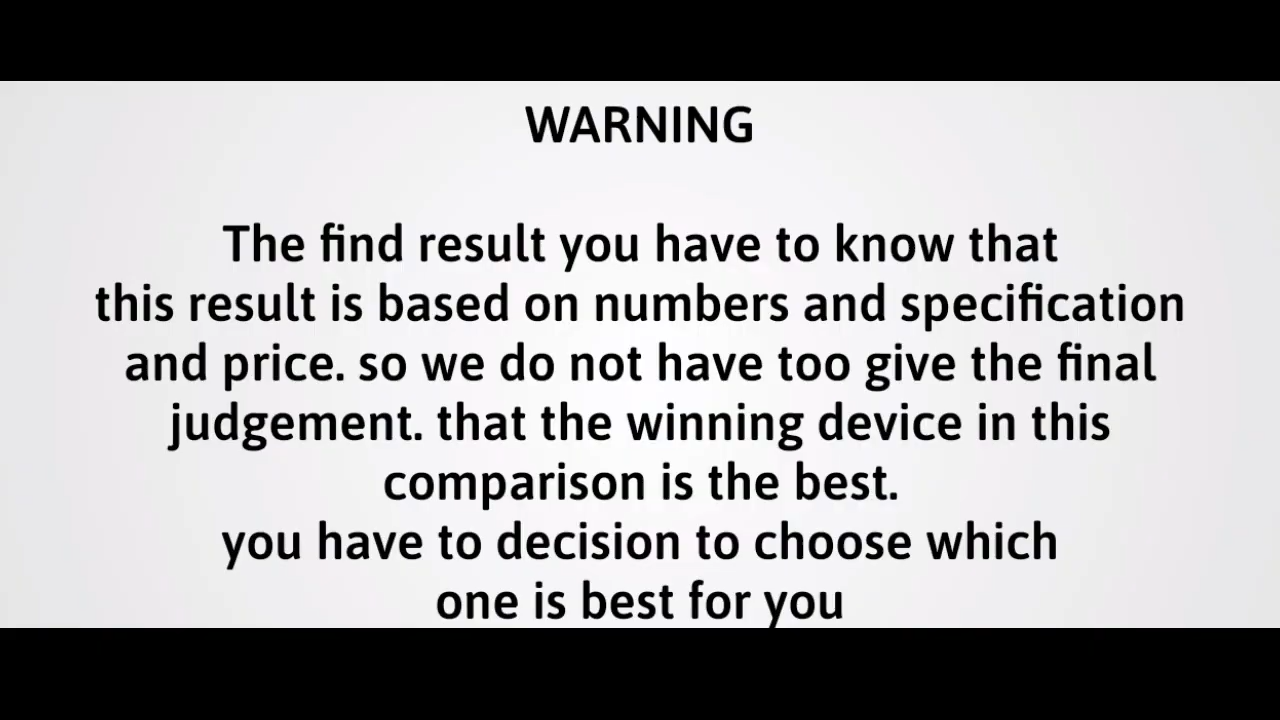 WARNING
The find result you have to know that
this result is based on numbers and specification
and price. so we do not have too give the final
judgement. that the winning device in this
comparison is the best.
you have to decision to choose which
one is best for you